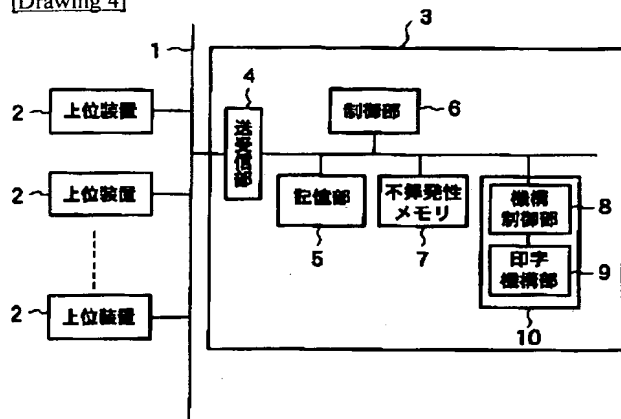 [Drawing 4]
1
3
2
上位装置
4
送受信部
制御部
6
2
上位装置
記憶部
5
不揮発性
メモリ
7
機構
制御部
8
印字
機構部
9
10
2
上位装置